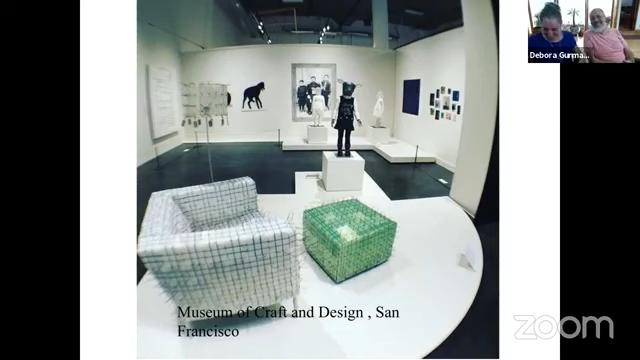 Debora Gurma...
Museum of Craft and Design , San
Francisco
zoom